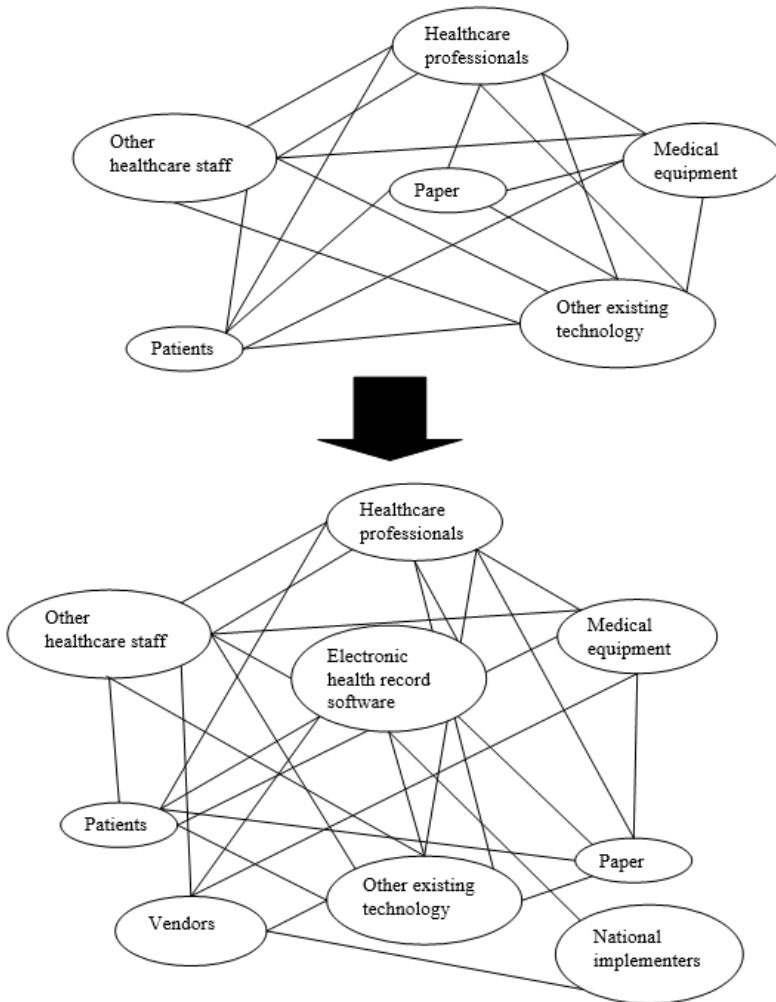 Healthcare
professionals
Other
healthcare staff
Medical
equipment
Paper
Other existing
technology
Patients
Healthcare
professionals
Other
healthcare staff
Medical
equipment
Electronic
health record
software
Patients
Paper
Other existing
technology
Vendors
National
implementers